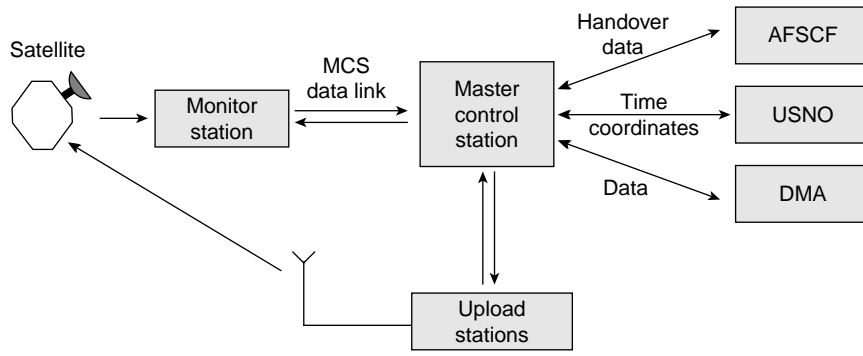 Satellite
Monitor
station
MCS
data link
Master
control
station
Handover
data
AFSCF
Time
coordinates
USNO
Data
DMA
Upload
stations